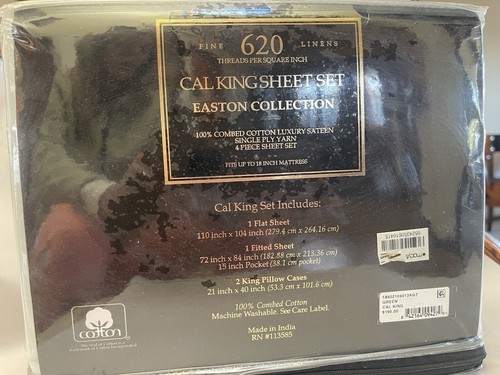 FINE 620 LINENS
THREADS PER SQUARE INCH
CAL KING SHEET SET
EASTON COLLECTION
100% COMBED COTTON LUXURY SATEEN
SINGLE PLY YARN
4 PIECE SHEET SET
FITS UP TO 18 INCH MATTRESS
Cal King Set Includes:
1 Flat Sheet
110 inch x 104 inch (279.4 cm x 264.16 cm)
1 Fitted Sheet
72 inch x 84 inch (182.88 cm x 213.36 cm)
15 inch Pocket (38.1 cm pocket)
2 King Pillow Cases
21 inch x 40 inch (53.3 cm x 101.6 cm)
100% Combed Cotton
Machine Washable. See Care Label.
Made in India
RN #113585
cotton
GREEN
CAL KING